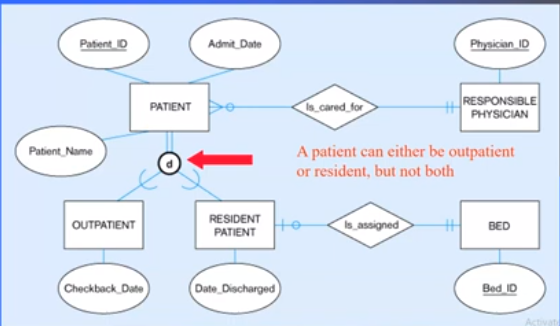 Patient_ID
Admit_Date
Physician_ID
PATIENT
Is_cared_for
RESPONSIBLE
PHYSICIAN
Patient_Name
d
A patient can either be outpatient
or resident, but not both
OUTPATIENT
RESIDENT
PATIENT
Is_assigned
BED
Checkback_Date
Date_Discharged
Bed_ID